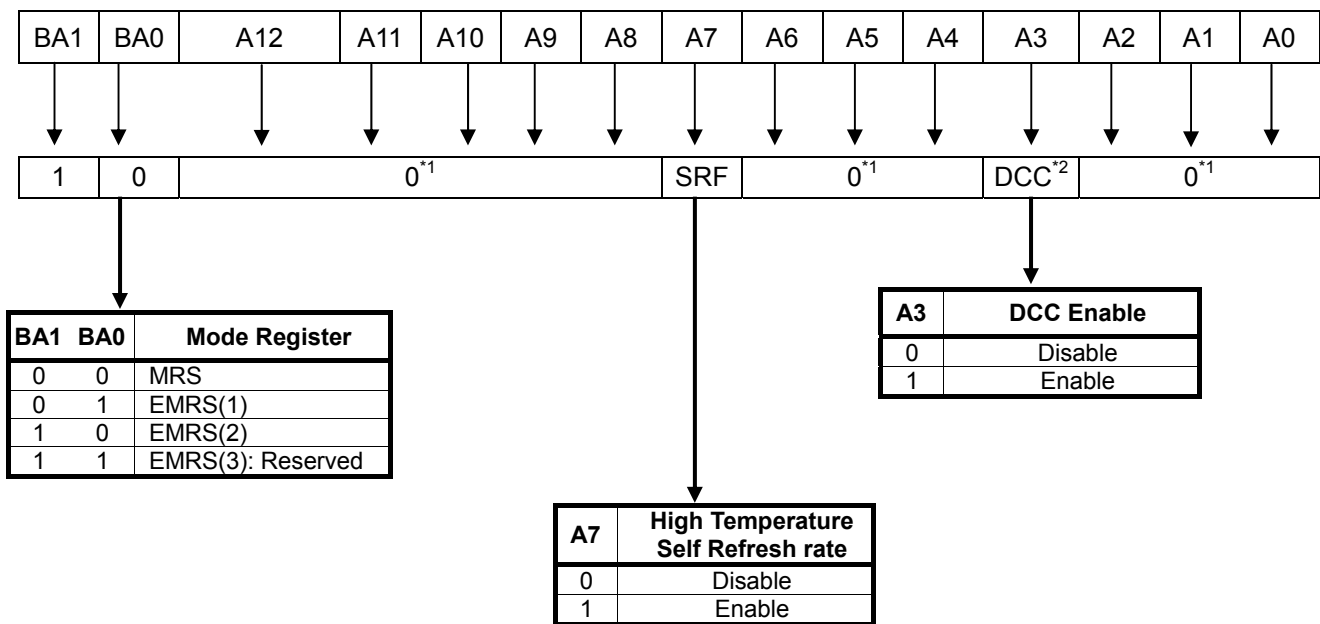 BA1 BA0 A12 A11 A10 A9 A8 A7 A6 A5 A4 A3 A2 A1 A0
1 0 0*1 SRF 0*1 DCC*2 0*1
BA1 BA0 Mode Register
0 0 MRS
0 1 EMRS(1)
1 0 EMRS(2)
1 1 EMRS(3): Reserved
A3 DCC Enable
0 Disable
1 Enable
A7 High Temperature
Self Refresh rate
0 Disable
1 Enable